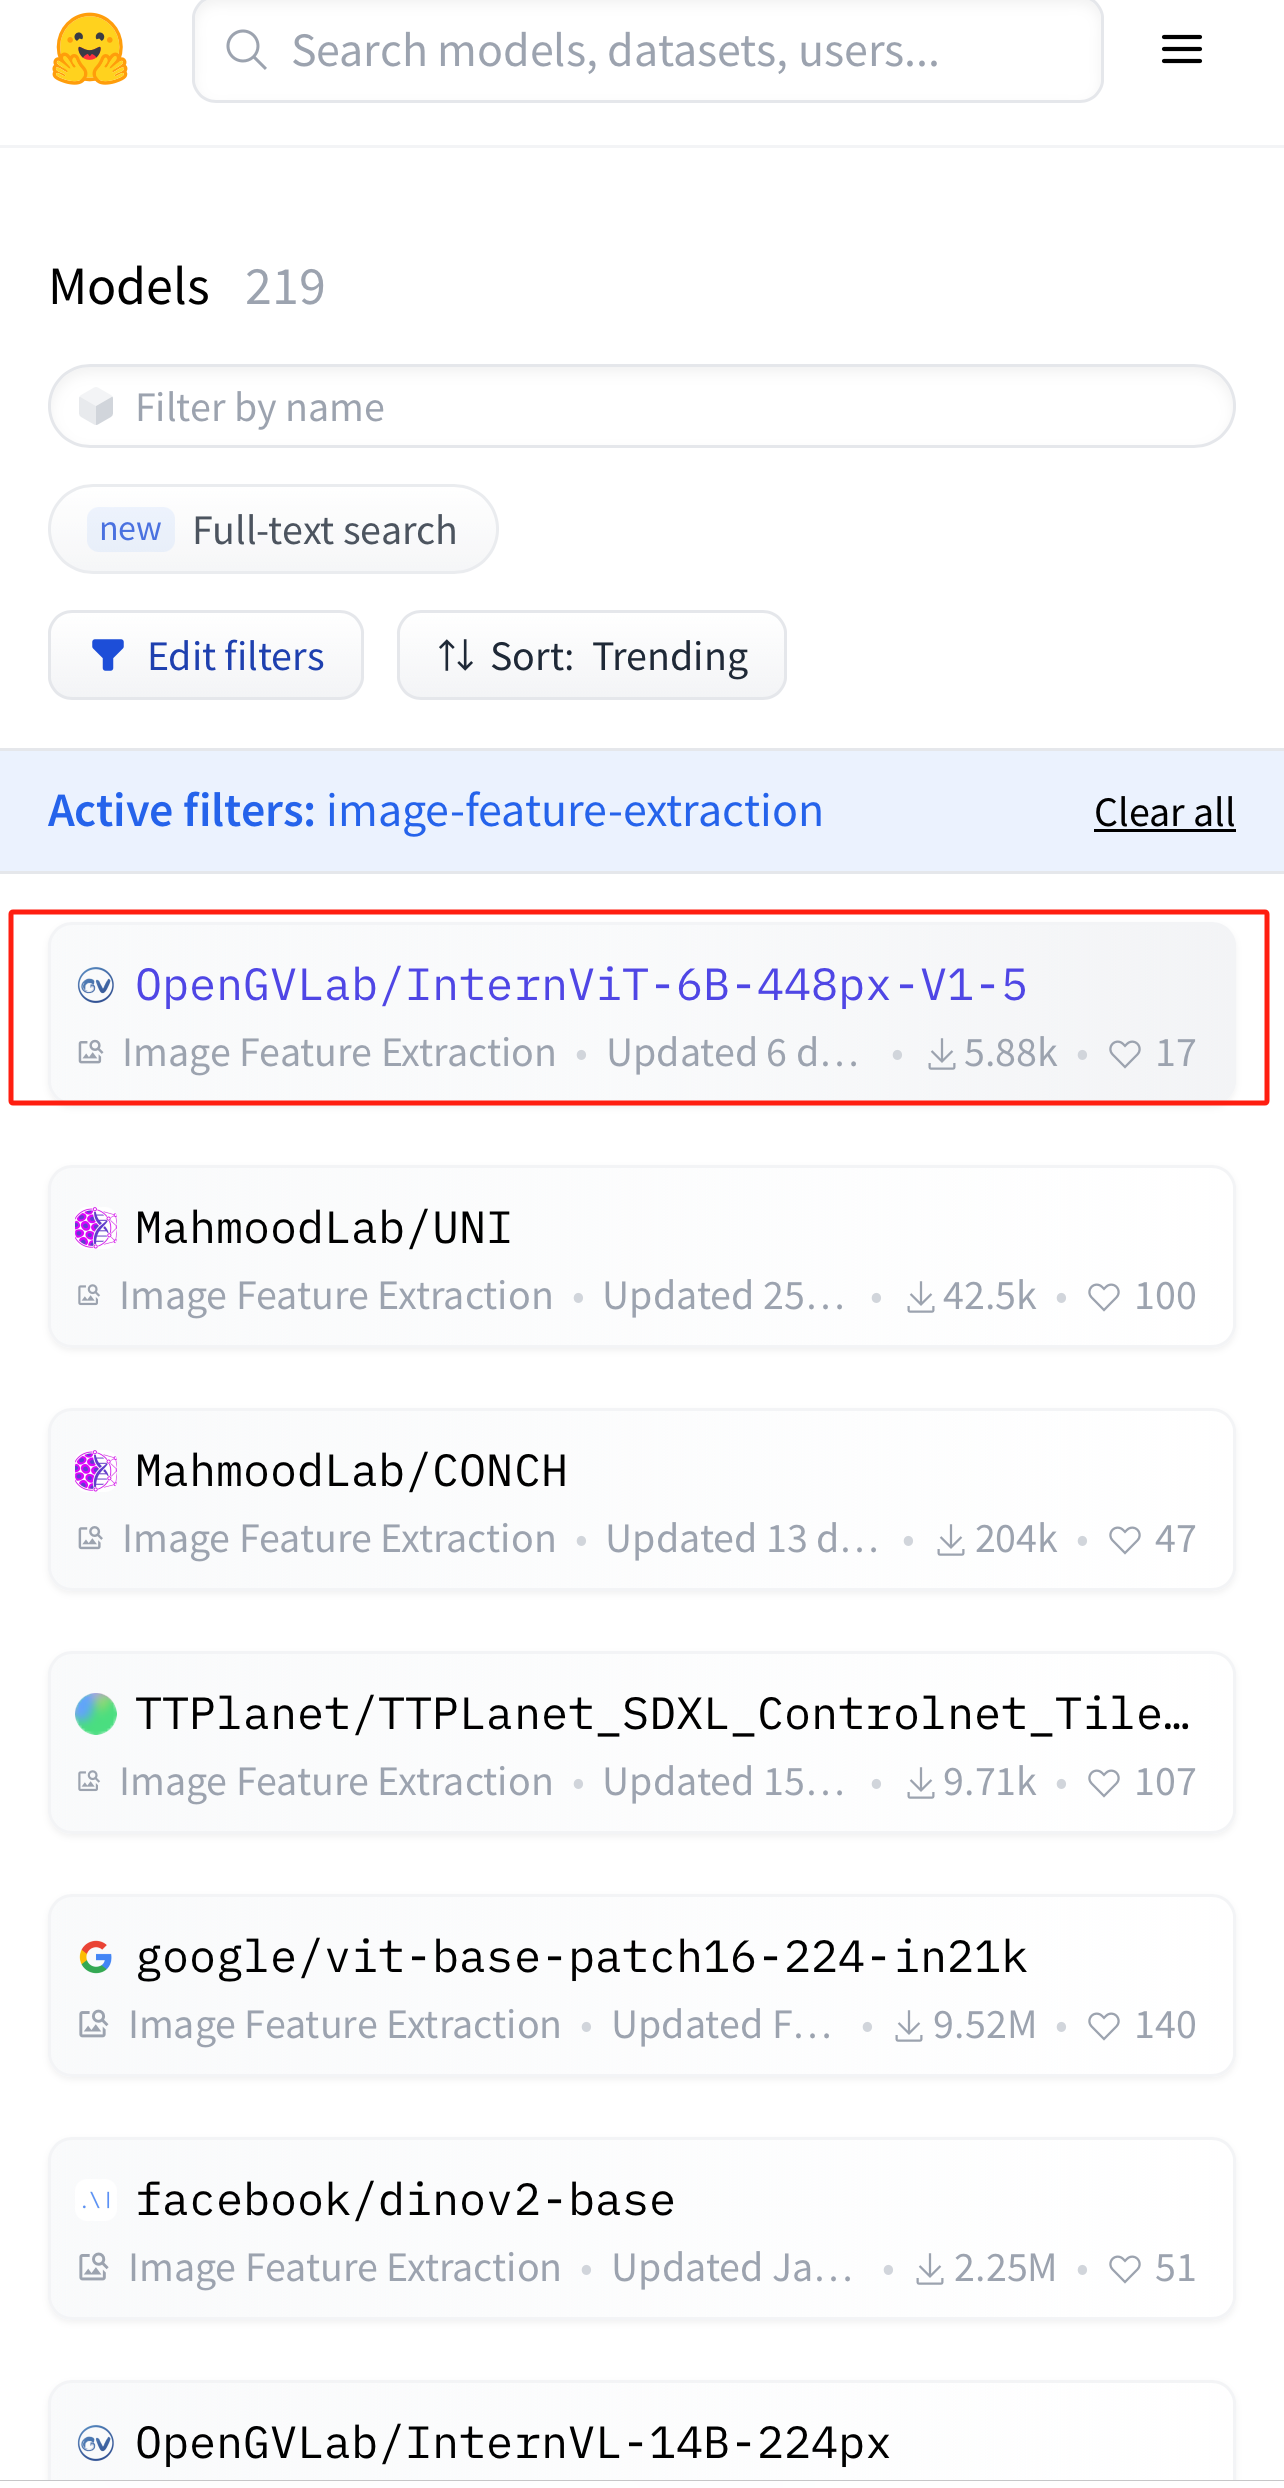 Search models, datasets, users...
Models 219
Filter by name
new Full-text search
Edit filters
Sort: Trending
Active filters: image-feature-extraction
Clear all
OpenGVLab/InternViT-6B-448px-V1-5
Image Feature Extraction • Updated 6 d... • 5.88k • 17
MahmoodLab/UNI
Image Feature Extraction • Updated 25... • 42.5k • 100
MahmoodLab/CONCH
Image Feature Extraction • Updated 13 d... • 204k • 47
TTPlanet/TTPLanet_SDXL_Controlnet_Tile...
Image Feature Extraction • Updated 15... • 9.71k • 107
google/vit-base-patch16-224-in21k
Image Feature Extraction • Updated F... • 9.52M • 140
facebook/dinov2-base
Image Feature Extraction • Updated Ja... • 2.25M • 51
OpenGVLab/InternVL-14B-224px